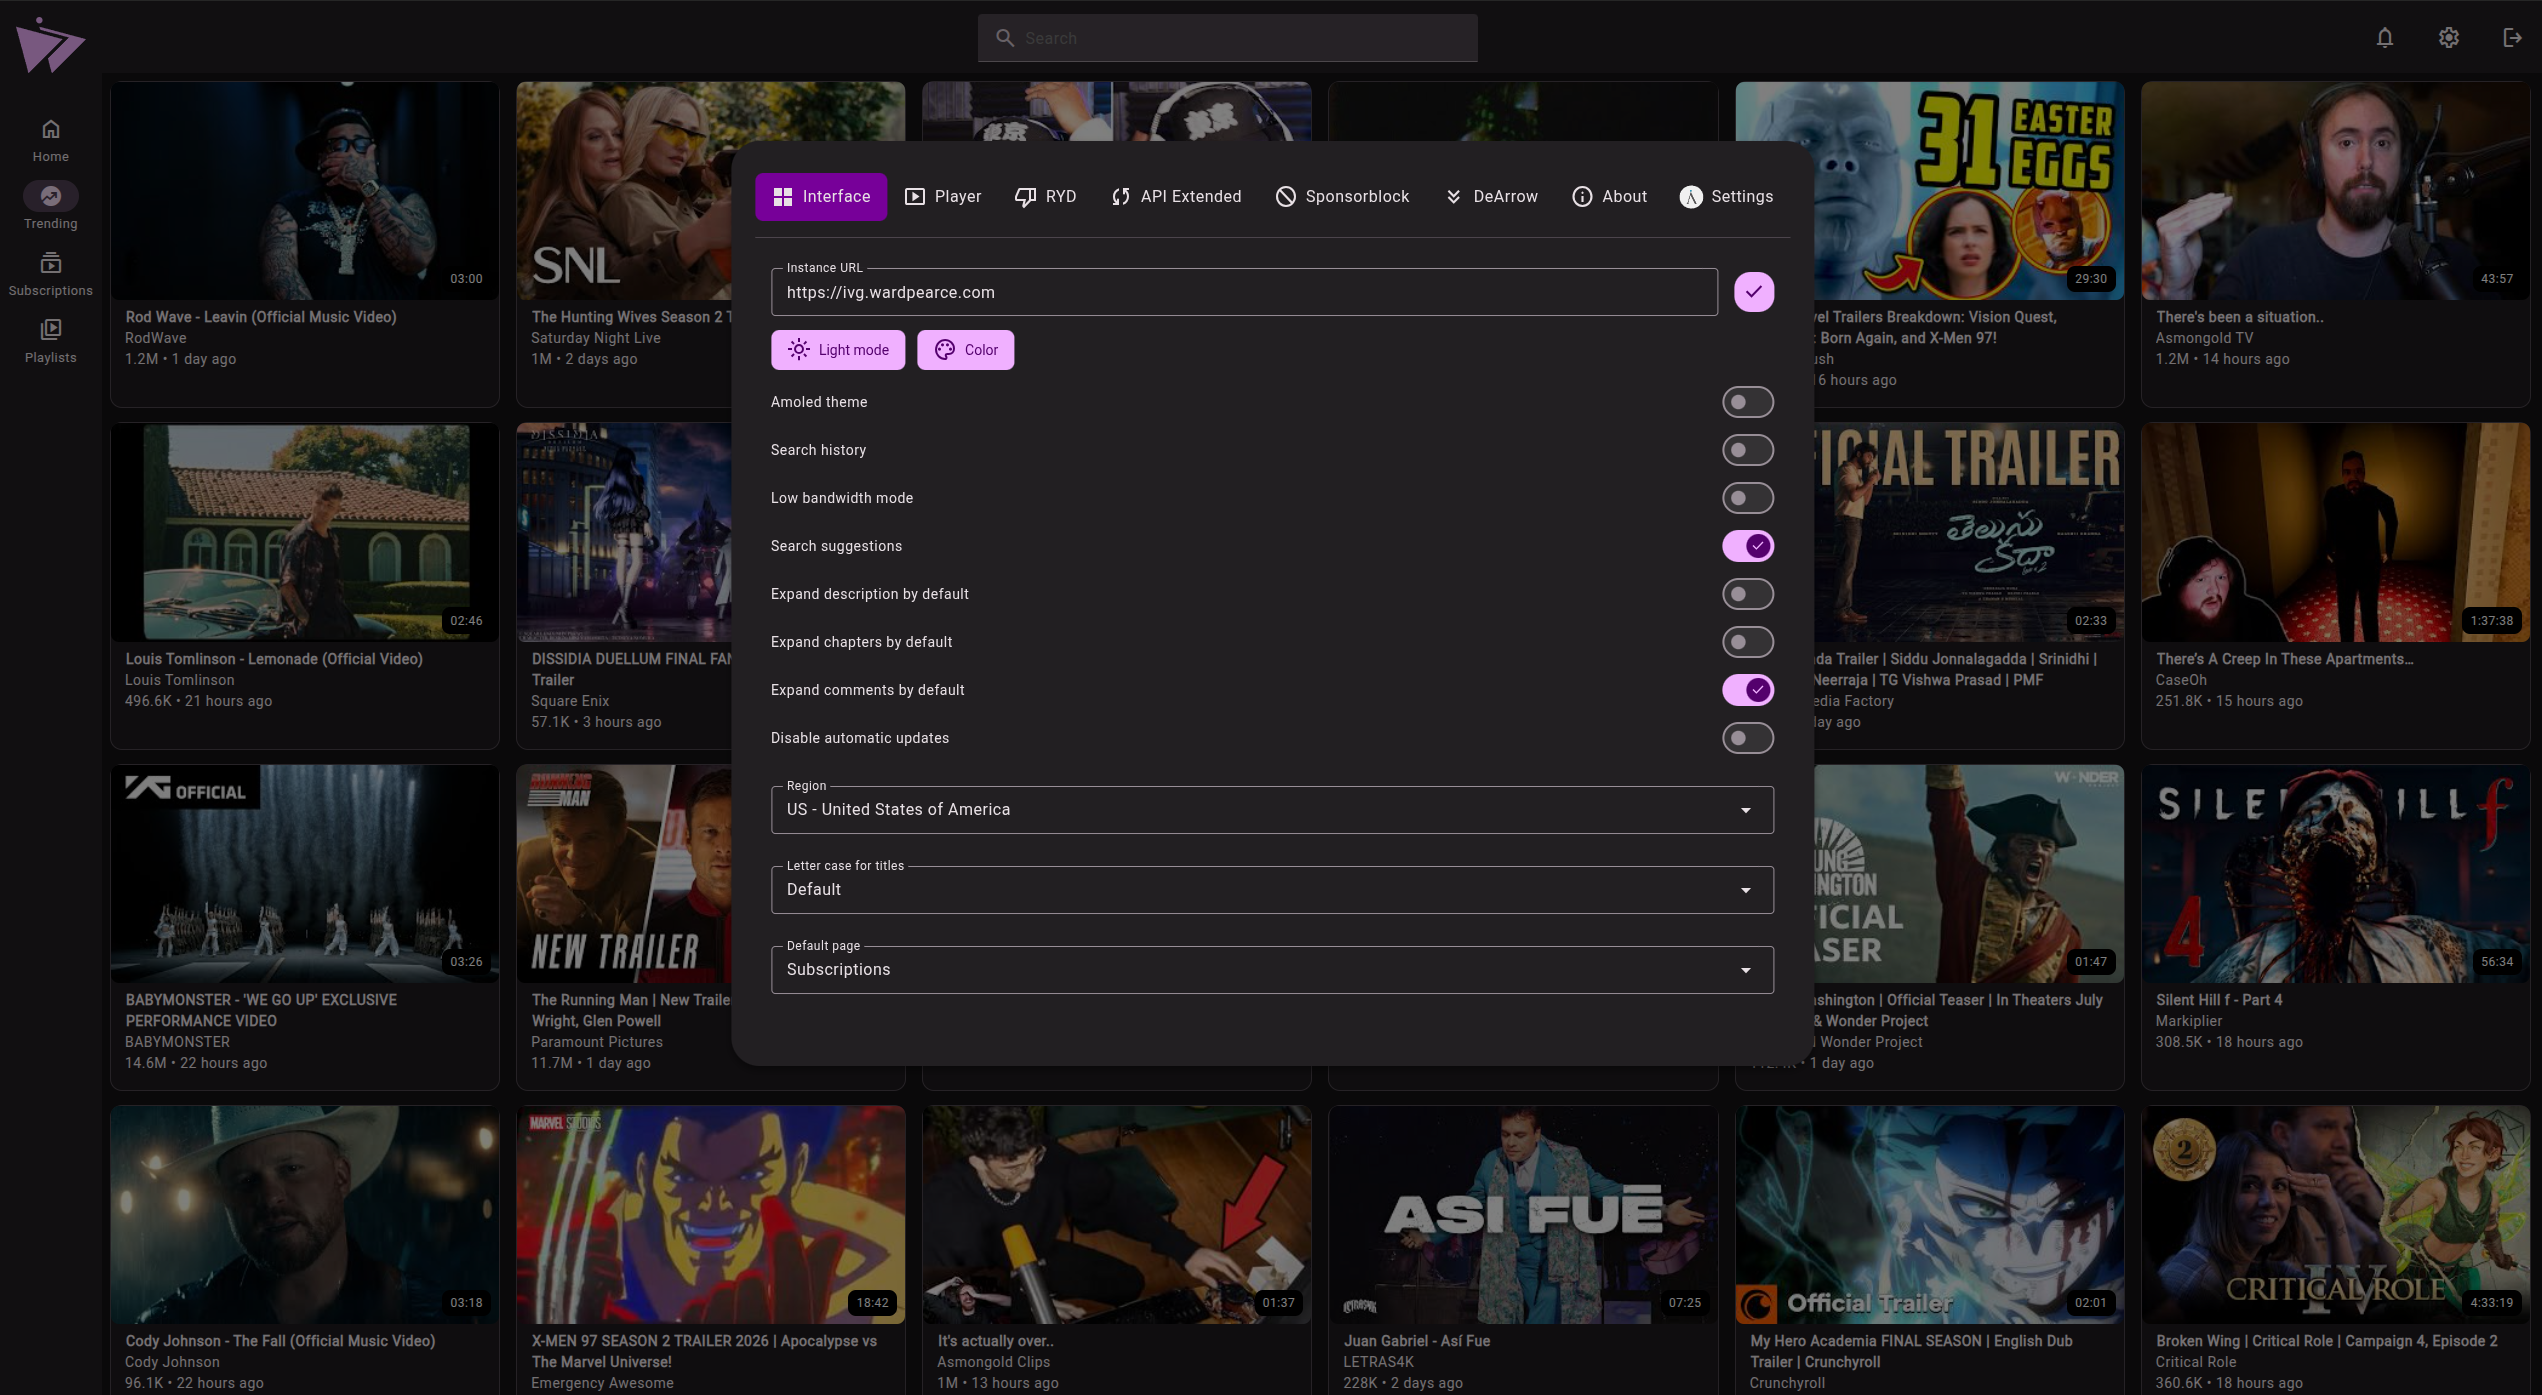 Search
Home
Trending
Subscriptions
Playlists
Interface
Player
RYD
API Extended
Sponsorblock
DeArrow
About
Settings
Instance URL
https://ivg.wardpearce.com
Light mode
Color
Amoled theme
Search history
Low bandwidth mode
Search suggestions
Expand description by default
Expand chapters by default
Expand comments by default
Disable automatic updates
Region
US - United States of America
Letter case for titles
Default
Default page
Subscriptions
03:00
Rod Wave - Leavin (Official Music Video)
RodWave
1.2M • 1 day ago
SNL
The Hunting Wives Season 2 T
Saturday Night Live
1M • 2 days ago
31 EASTER
EGGS
29:30
vel Trailers Breakdown: Vision Quest,
: Born Again, and X-Men 97!
ush
16 hours ago
43:57
There's been a situation..
Asmongold TV
1.2M • 14 hours ago
02:46
Louis Tomlinson - Lemonade (Official Video)
Louis Tomlinson
496.6K • 21 hours ago
DISSIDIA
DISSIDIA DUELLUM FINAL FAN
Trailer
Square Enix
57.1K • 3 hours ago
FICIAL TRAILER
తెలుసు
కదా
02:33
da Trailer | Siddu Jonnalagadda | Srinidhi |
Neerraja | TG Vishwa Prasad | PMF
edia Factory
day ago
1:37:38
There's A Creep In These Apartments...
CaseOh
251.8K • 15 hours ago
YG OFFICIAL
03:26
BABYMONSTER - 'WE GO UP' EXCLUSIVE
PERFORMANCE VIDEO
BABYMONSTER
14.6M • 22 hours ago
RUNNING
MAN
NEW TRAILER
The Running Man | New Traile
Wright, Glen Powell
Paramount Pictures
11.7M • 1 day ago
WONDER
UNG
INGTON
ICIAL
ASER
01:47
shington | Official Teaser | In Theaters July
& Wonder Project
Wonder Project
• 1 day ago
SILENT HILL f
4
56:34
Silent Hill f - Part 4
Markiplier
308.5K • 18 hours ago
03:18
Cody Johnson - The Fall (Official Music Video)
Cody Johnson
96.1K • 22 hours ago
MARVEL STUDIOS
18:42
X-MEN 97 SEASON 2 TRAILER 2026 | Apocalypse vs
The Marvel Universe!
Emergency Awesome
01:37
It's actually over..
Asmongold Clips
1M • 13 hours ago
ASI FUÉ
LETRAS4K
07:25
Juan Gabriel - Así Fue
LETRAS4K
228K • 2 days ago
Official Trailer
02:01
My Hero Academia FINAL SEASON | English Dub
Trailer | Crunchyroll
Crunchyroll
2
CRITICAL ROLE
IV
4:33:19
Broken Wing | Critical Role | Campaign 4, Episode 2
Critical Role
360.6K • 18 hours ago